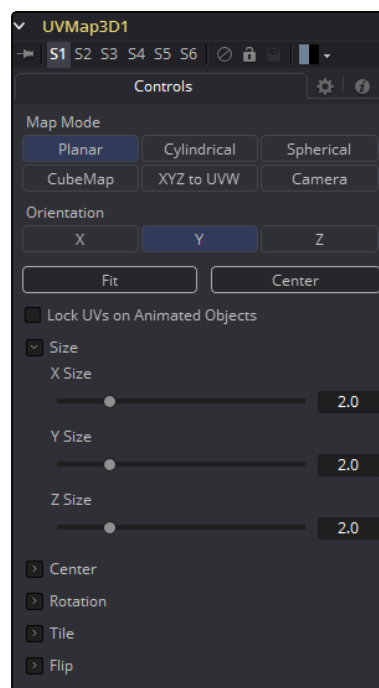 UVMap3D1
S1 S2 S3 S4 S5 S6
Controls
Map Mode
Planar Cylindrical Spherical
CubeMap XYZ to UVW Camera
Orientation
X Y Z
Fit Center
Lock UVs on Animated Objects
Size
X Size
2.0
Y Size
2.0
Z Size
2.0
Center
Rotation
Tile
Flip